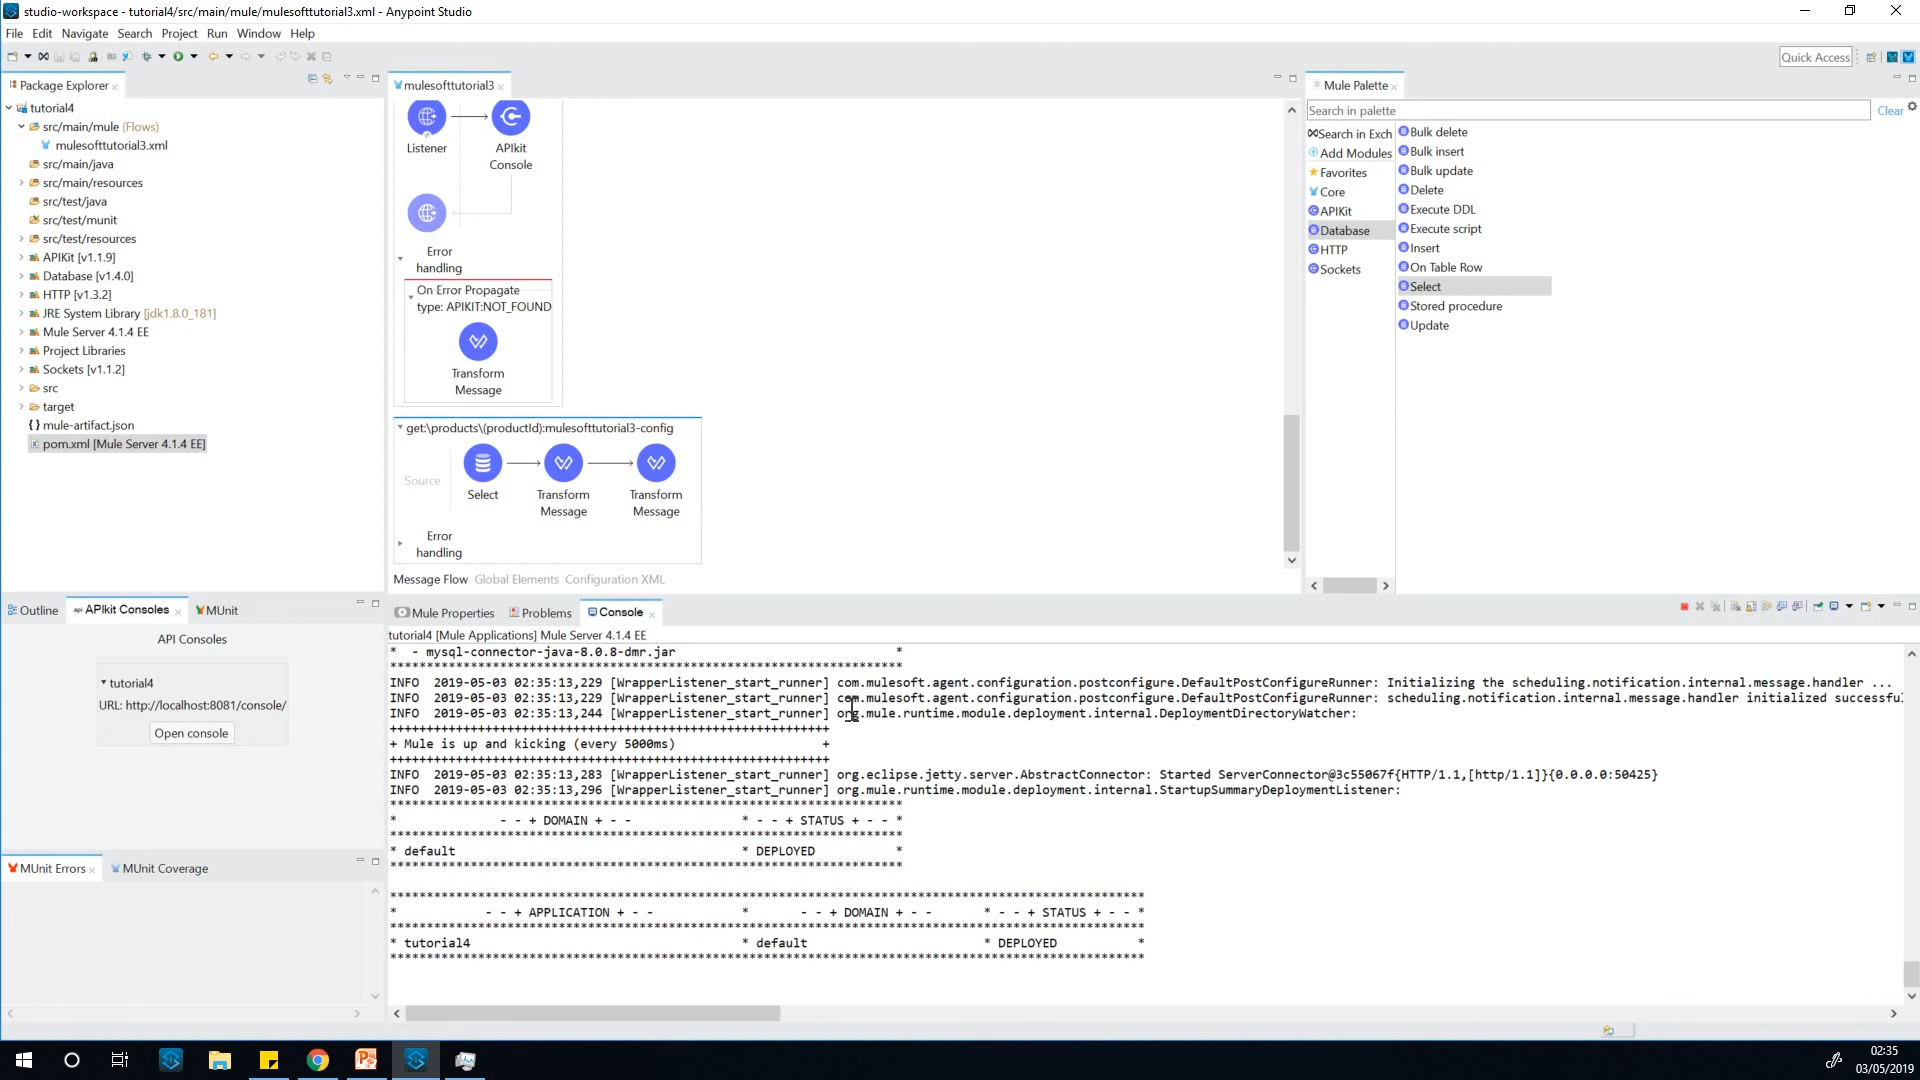 studio-workspace - tutorial4/src/main/mule/mulesofttutorial3.xml - Anypoint Studio
File Edit Navigate Search Project Run Window Help
Quick Access
Package Explorer
tutorial4
src/main/mule (Flows)
mulesofttutorial3.xml
src/main/java
src/main/resources
src/test/java
src/test/munit
src/test/resources
APIKit [v1.1.9]
Database [v1.4.0]
HTTP [v1.3.2]
JRE System Library [jdk1.8.0_181]
Mule Server 4.1.4 EE
Project Libraries
Sockets [v1.1.2]
src
target
{ } mule-artifact.json
pom.xml [Mule Server 4.1.4 EE]
mulesofttutorial3
Listener
APIkit
Console
Error
handling
On Error Propagate
type: APIKIT:NOT_FOUND
Transform
Message
get:\products\(productId):mulesofttutorial3-config
Source
Select
Transform
Message
Transform
Message
Error
handling
Message Flow Global Elements Configuration XML
Mule Palette
Search in palette
Clear
Search in Exch
Add Modules
Favorites
Core
APIKit
Database
HTTP
Sockets
Bulk delete
Bulk insert
Bulk update
Delete
Execute DDL
Execute script
Insert
On Table Row
Select
Stored procedure
Update
Outline APIkit Consoles MUnit
API Consoles
tutorial4
URL: http://localhost:8081/console/
Open console
MUnit Errors MUnit Coverage
Mule Properties Problems Console
tutorial4 [Mule Applications] Mule Server 4.1.4 EE
* - mysql-connector-java-8.0.8-dmr.jar *
**********************************************************************
INFO 2019-05-03 02:35:13,229 [WrapperListener_start_runner] com.mulesoft.agent.configuration.postconfigure.DefaultPostConfigureRunner: Initializing the scheduling.notification.internal.message.handler ...
INFO 2019-05-03 02:35:13,229 [WrapperListener_start_runner] com.mulesoft.agent.configuration.postconfigure.DefaultPostConfigureRunner: scheduling.notification.internal.message.handler initialized successful
INFO 2019-05-03 02:35:13,244 [WrapperListener_start_runner] org.mule.runtime.module.deployment.internal.DeploymentDirectoryWatcher:
++++++++++++++++++++++++++++++++++++++++++++++++++++++++++++
+ Mule is up and kicking (every 5000ms) +
++++++++++++++++++++++++++++++++++++++++++++++++++++++++++++
INFO 2019-05-03 02:35:13,283 [WrapperListener_start_runner] org.eclipse.jetty.server.AbstractConnector: Started ServerConnector@3c55067f{HTTP/1.1,[http/1.1]}{0.0.0.0:50425}
INFO 2019-05-03 02:35:13,296 [WrapperListener_start_runner] org.mule.runtime.module.deployment.internal.StartupSummaryDeploymentListener:
**********************************************************************
* - - + DOMAIN + - - * - - + STATUS + - - *
**********************************************************************
* default * DEPLOYED *
**********************************************************************
*******************************************************************************************************
* - - + APPLICATION + - - * - - + DOMAIN + - - * - - + STATUS + - - *
*******************************************************************************************************
* tutorial4 * default * DEPLOYED *
*******************************************************************************************************
02:35
03/05/2019